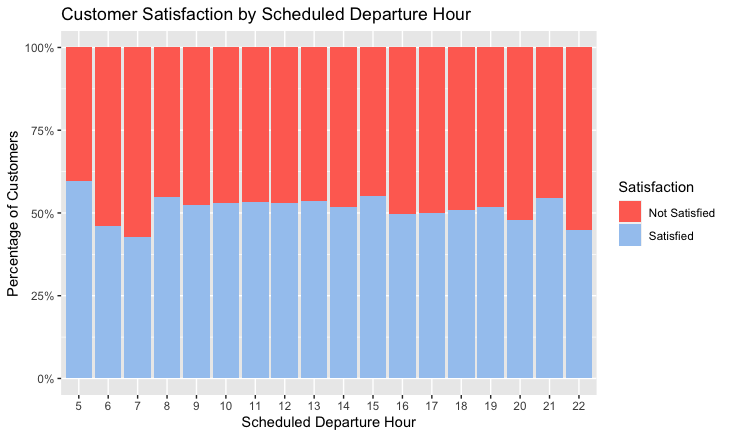 Customer Satisfaction by Scheduled Departure Hour
100%
75%
50%
25%
0%
Percentage of Customers
5 6 7 8 9 10 11 12 13 14 15 16 17 18 19 20 21 22
Scheduled Departure Hour
Satisfaction
Not Satisfied
Satisfied